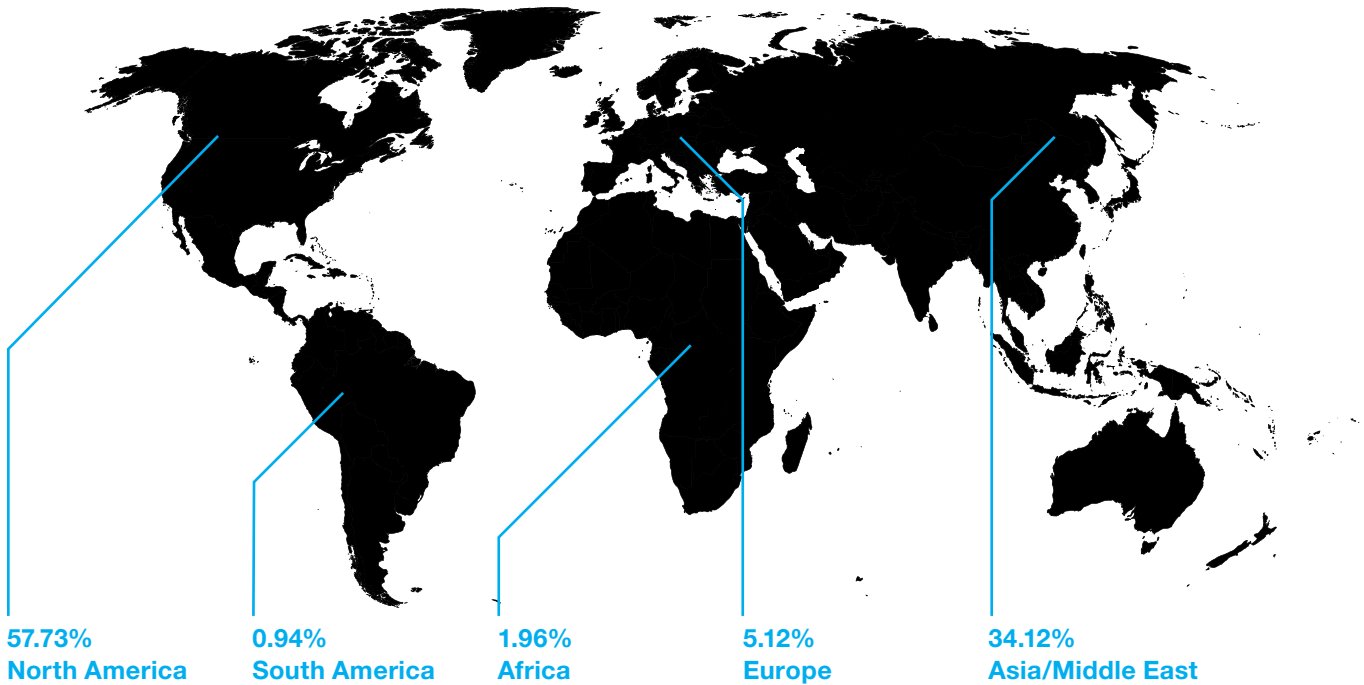 57.73%
North America
0.94%
South America
1.96%
Africa
5.12%
Europe
34.12%
Asia/Middle East